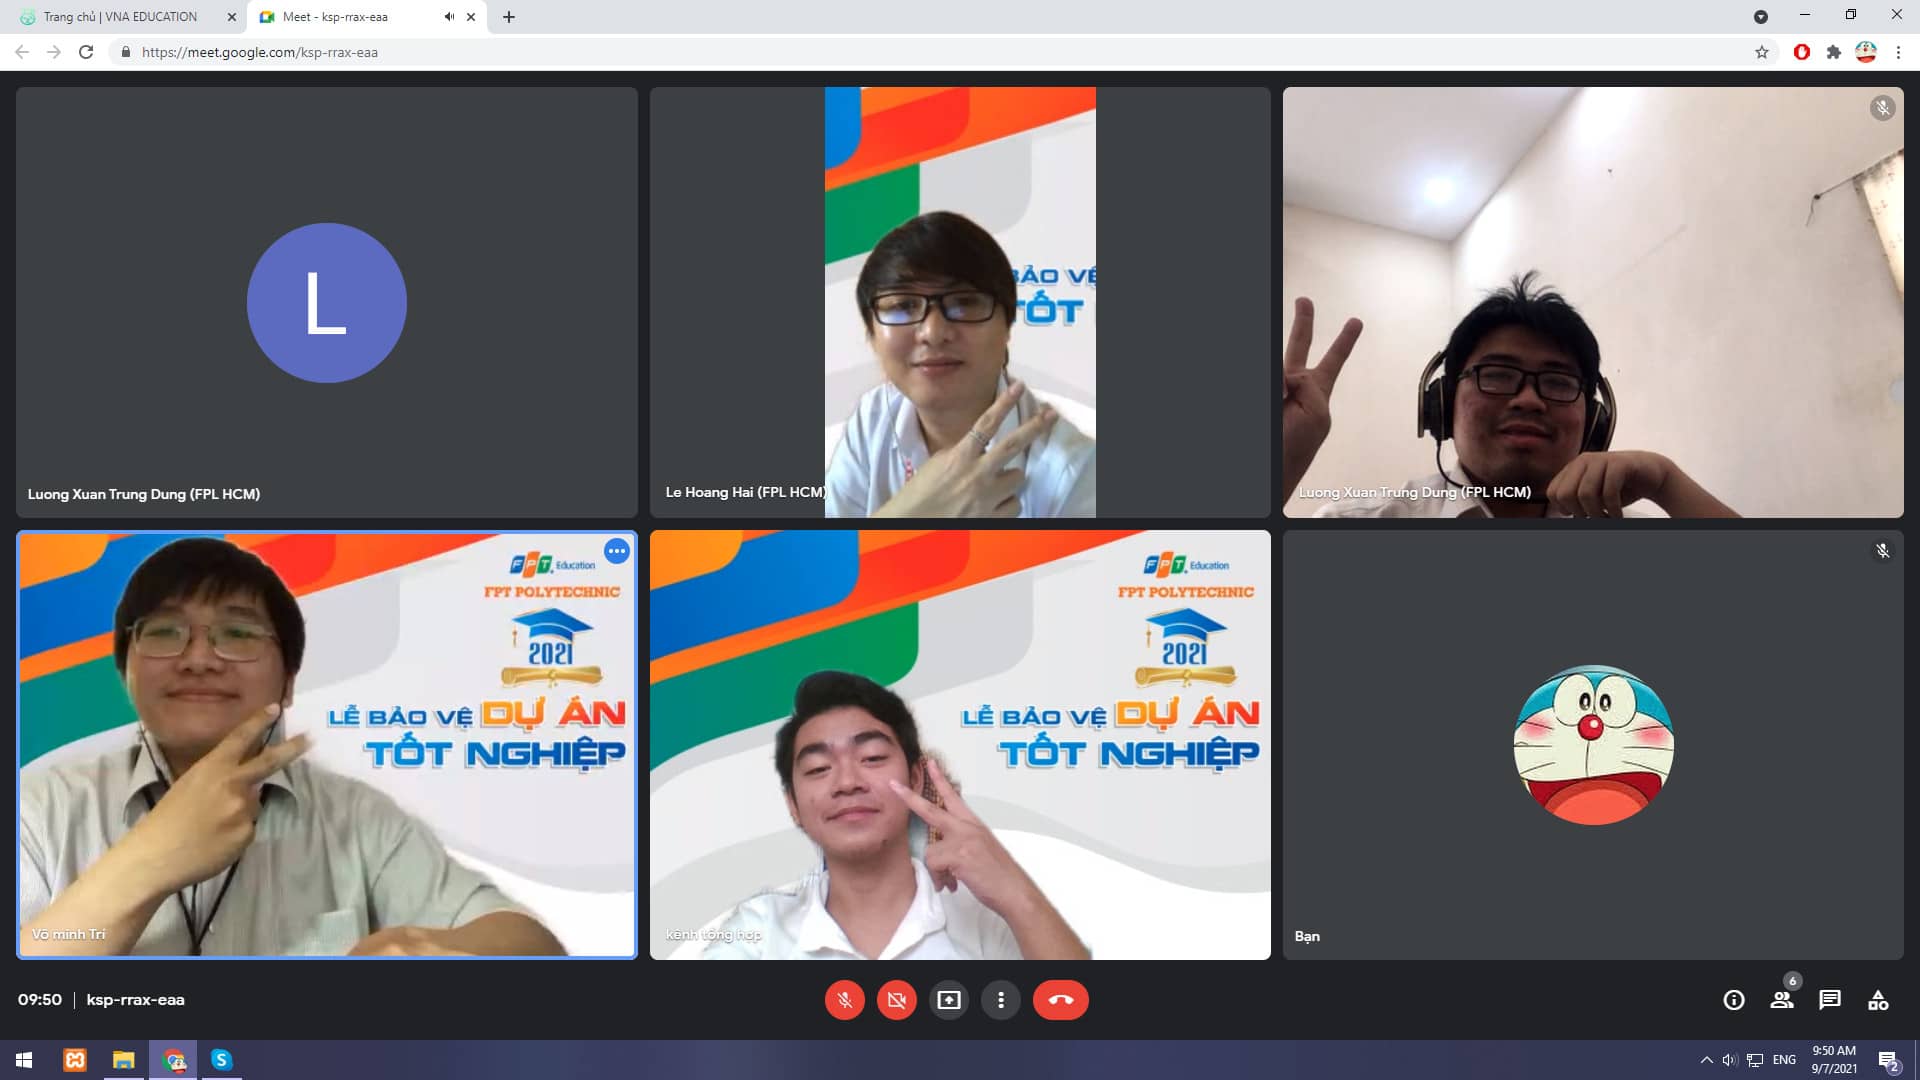 Trang chủ | VNA EDUCATION
Meet - ksp-rrax-eaa
https://meet.google.com/ksp-rrax-eaa
L
Luong Xuan Trung Dung (FPL HCM)
BẢO VỆ
TỐT
Le Hoang Hai (FPL HCM)
Luong Xuan Trung Dung (FPL HCM)
FPT. Education
FPT POLYTECHNIC
2021
LỄ BẢO VỆ DỰ ÁN
TỐT NGHIỆP
Võ minh Trí
FPT. Education
FPT POLYTECHNIC
2021
LỄ BẢO VỆ DỰ ÁN
TỐT NGHIỆP
kênh tổng hợp
Bạn
09:50 | ksp-rrax-eaa
6
S
ENG
9:50 AM
9/7/2021
2